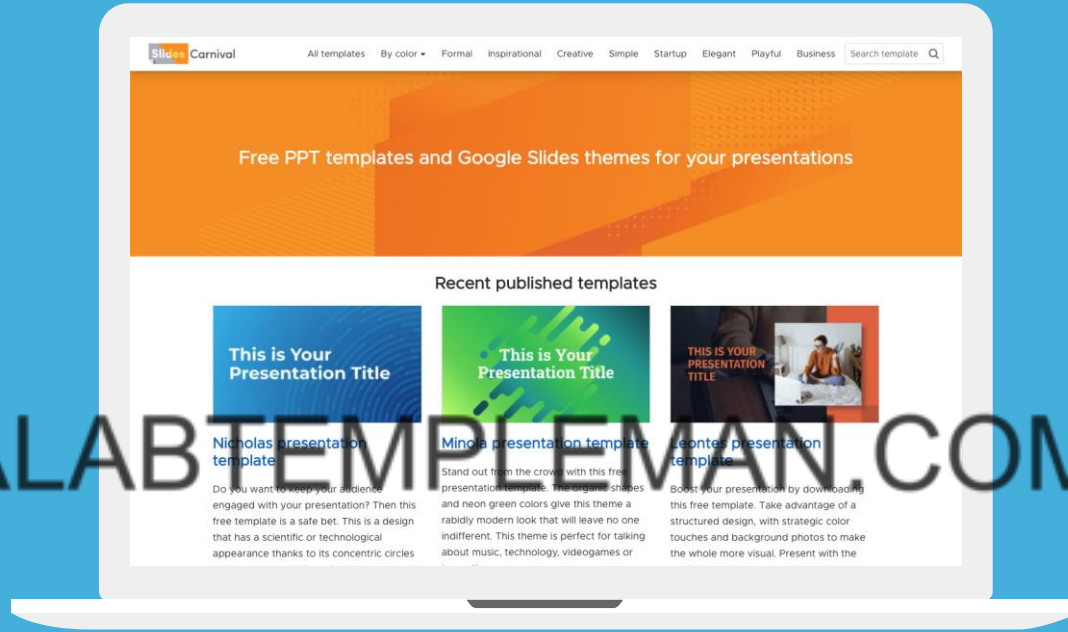 Slides Carnival
All templates By color Formal Inspirational Creative Simple Startup Elegant Playful Business Search template
Free PPT templates and Google Slides themes for your presentations
Recent published templates
This is Your
Presentation Title
This is Your
Presentation Title
THIS IS YOUR
PRESENTATION
TITLE
Nicholas presentation
template
Do you want to keep your audience
engaged with your presentation? Then this
free template is a safe bet. This is a design
that has a scientific or technological
appearance thanks to its concentric circles
Minola presentation template
Stand out from the crowd with this free
presentation template. The organic shapes
and neon green colors give this theme a
rabidly modern look that will leave no one
indifferent. This theme is perfect for talking
about music, technology, videogames or
Leontes presentation
template
Boost your presentation by downloading
this free template. Take advantage of a
structured design, with strategic color
touches and background photos to make
the whole more visual. Present with the
ALABTEMPLEMAN.COM